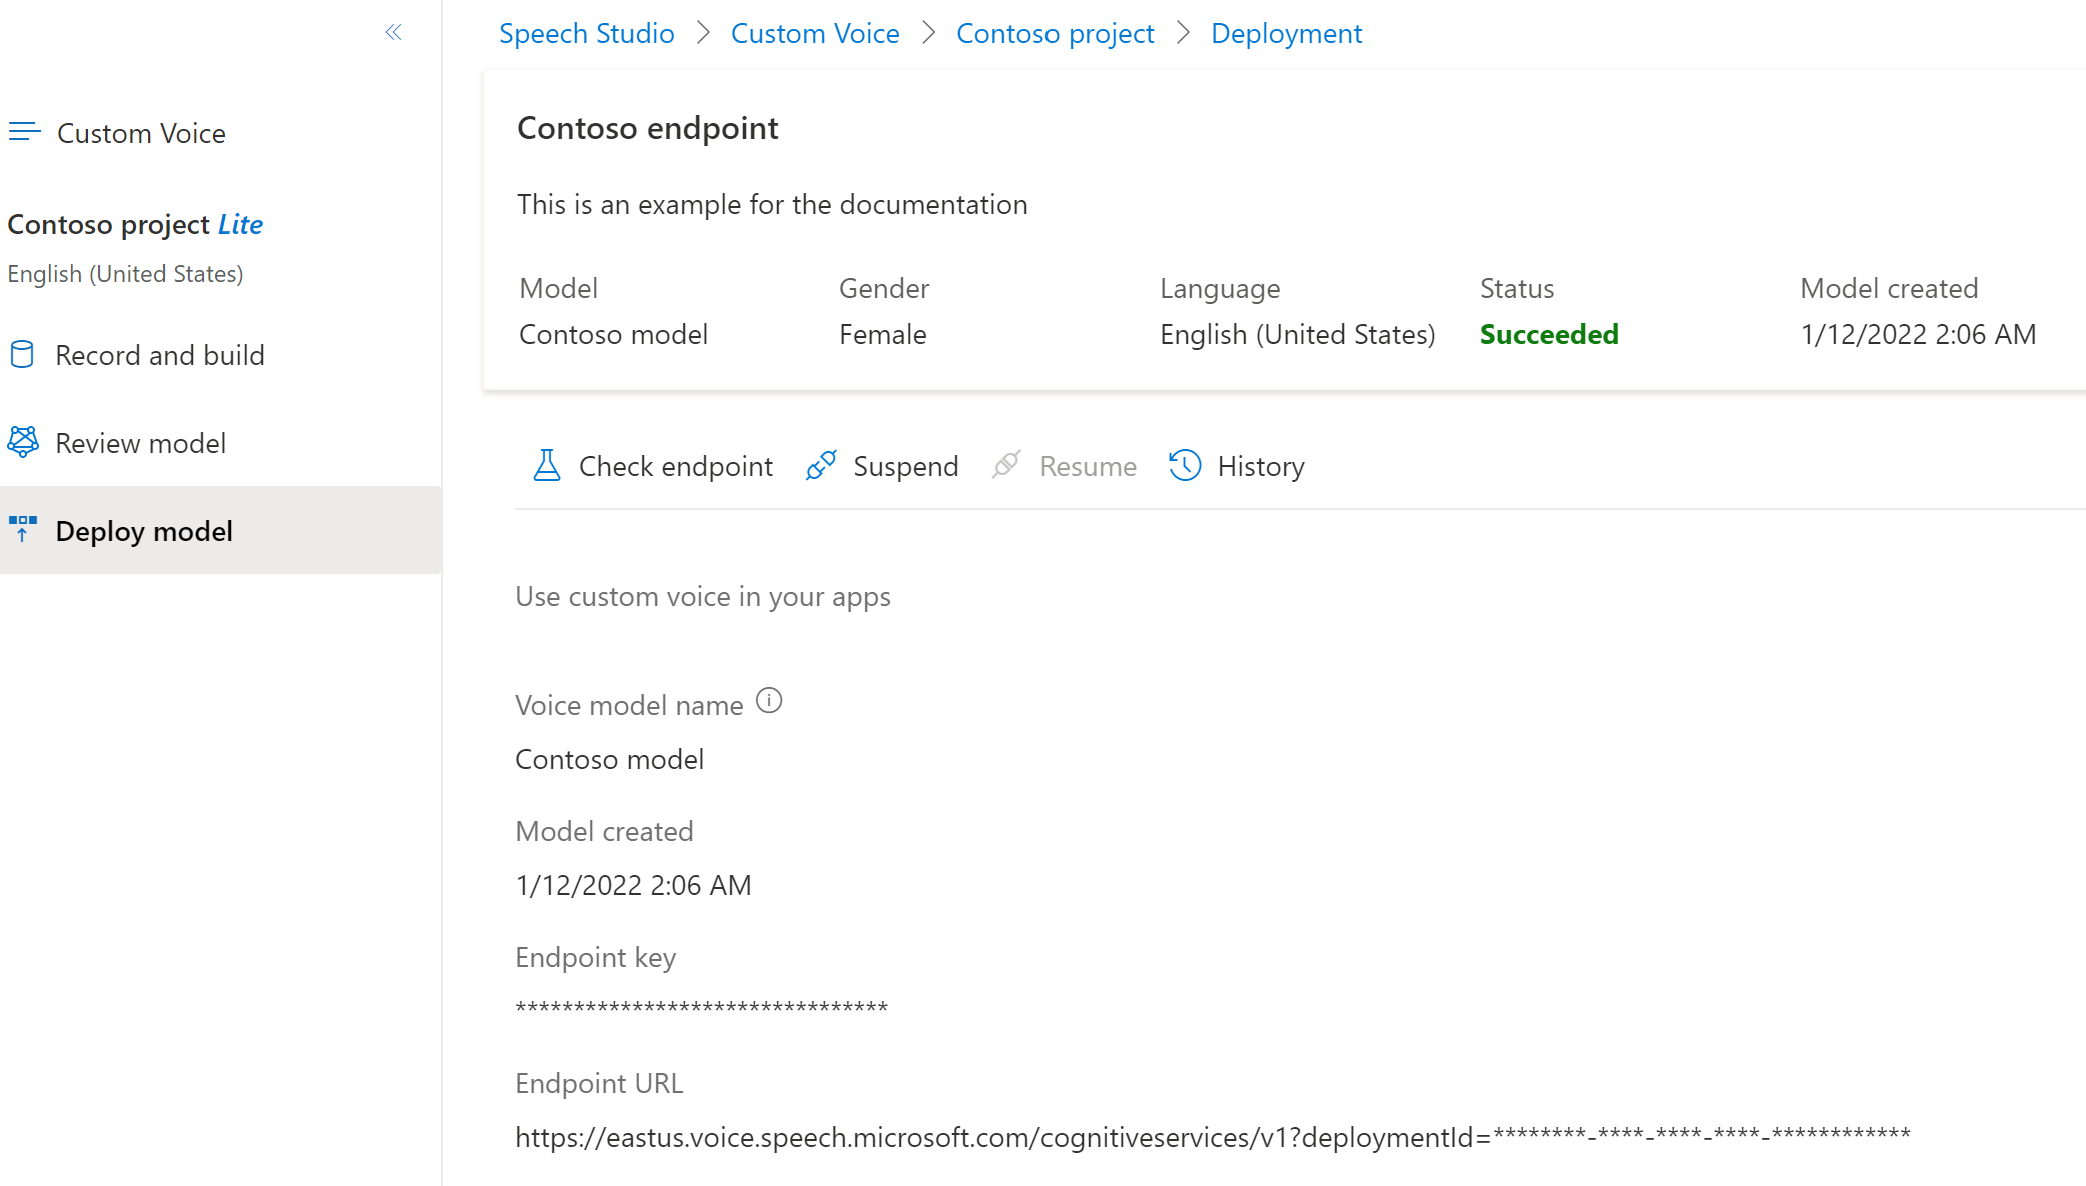 Speech Studio > Custom Voice > Contoso project > Deployment
Custom Voice
Contoso project Lite
English (United States)
Record and build
Review model
Deploy model
Contoso endpoint
This is an example for the documentation
Model Gender Language Status Model created
Contoso model Female English (United States) Succeeded 1/12/2022 2:06 AM
Check endpoint Suspend Resume History
Use custom voice in your apps
Voice model name
Contoso model
Model created
1/12/2022 2:06 AM
Endpoint key
********************************
Endpoint URL
https://eastus.voice.speech.microsoft.com/cognitiveservices/v1?deploymentId=********-****-****-****-************